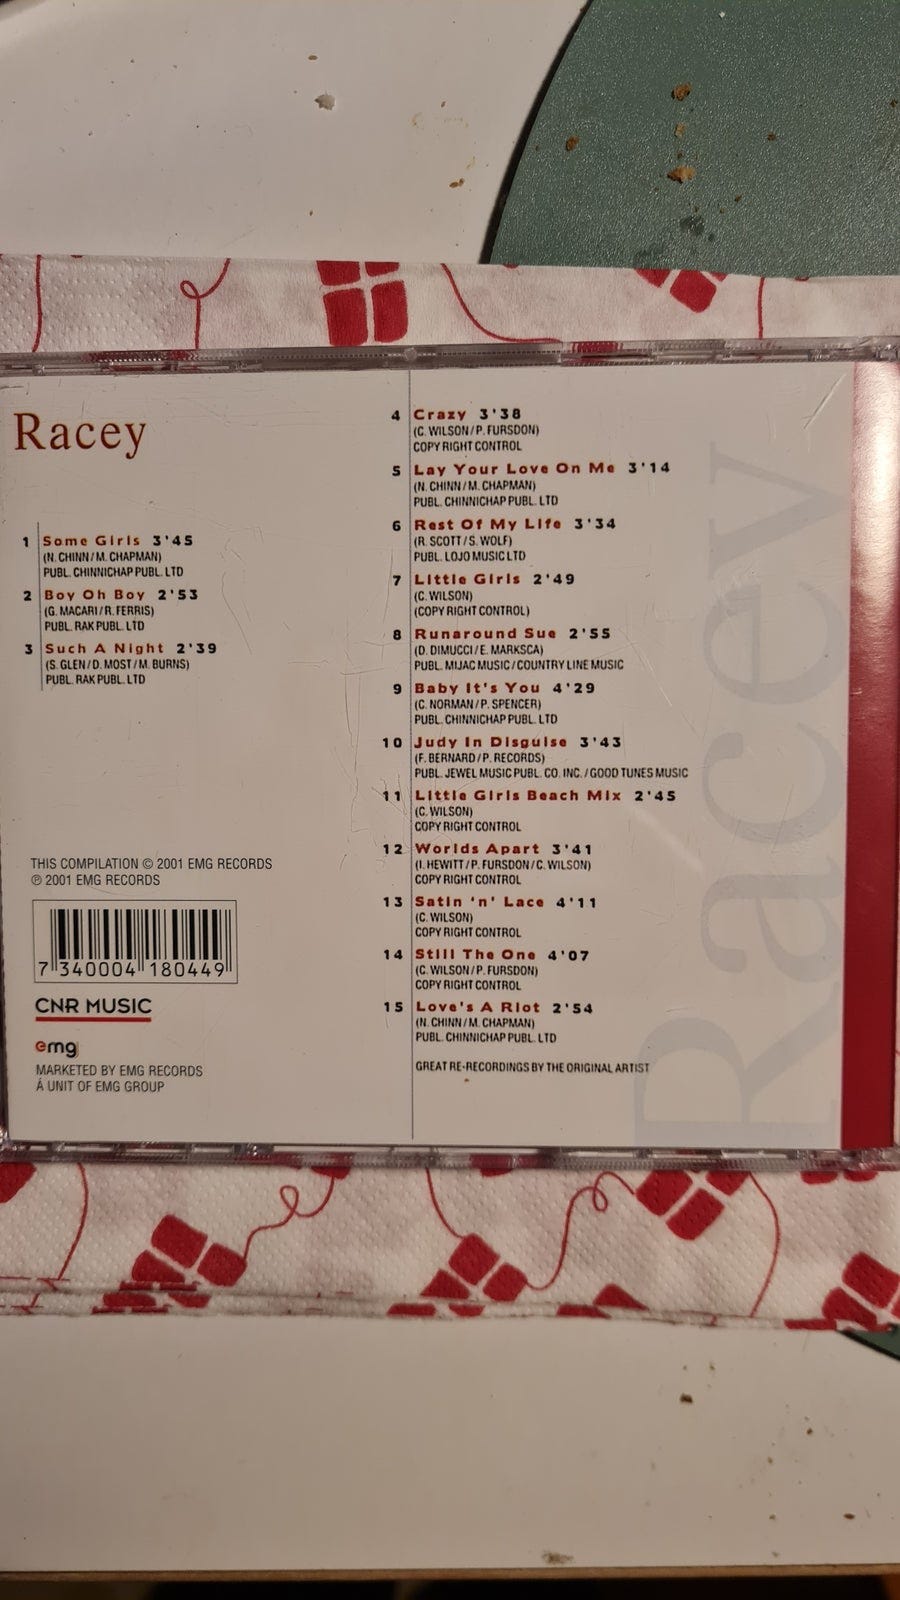 Racey
1 Some Girls 3'45
(N. CHINN/M. CHAPMAN)
PUBL. CHINNICHAP PUBL. LTD
2 Boy Oh Boy 2'53
(G. MACARI/R. FERRIS)
PUBL. RAK PUBL. LTD
3 Such A Night 2'39
(S. GLEN/D. MOST/M. BURNS)
PUBL. RAK PUBL. LTD
4 Crazy 3'38
(C. WILSON/P. FURSDON)
COPY RIGHT CONTROL
5 Lay Your Love On Me 3'14
(N. CHINN/M. CHAPMAN)
PUBL. CHINNICHAP PUBL. LTD
6 Rest Of My Life 3'34
(R. SCOTT/S. WOLF)
PUBL. LOJO MUSIC LTD
7 Little Girls 2'49
(C. WILSON)
(COPY RIGHT CONTROL)
8 Runaround Sue 2'55
(D. DIMUCCI/E. MARKSCA)
PUBL. MIJAC MUSIC/COUNTRY LINE MUSIC
9 Baby It's You 4'29
(C. NORMAN/P. SPENCER)
PUBL. CHINNICHAP PUBL. LTD
10 Judy In Disguise 3'43
(F. BERNARD/P. RECORDS)
PUBL. JEWEL MUSIC PUBL. CO. INC./GOOD TUNES MUSIC
11 Little Girls Beach Mix 2'45
(C. WILSON)
COPY RIGHT CONTROL
12 Worlds Apart 3'41
(I. HEWITT/P. FURSDON/C. WILSON)
COPY RIGHT CONTROL
13 Satin 'n' Lace 4'11
(C. WILSON)
COPY RIGHT CONTROL
14 Still The One 4'07
(C. WILSON/P. FURSDON)
COPY RIGHT CONTROL
15 Love's A Riot 2'54
(N. CHINN/M. CHAPMAN)
PUBL. CHINNICHAP PUBL. LTD
GREAT RE-RECORDINGS BY THE ORIGINAL ARTIST
THIS COMPILATION © 2001 EMG RECORDS
℗ 2001 EMG RECORDS
7 340004 180449
CNR MUSIC
emg
MARKETED BY EMG RECORDS
Á UNIT OF EMG GROUP
Racey